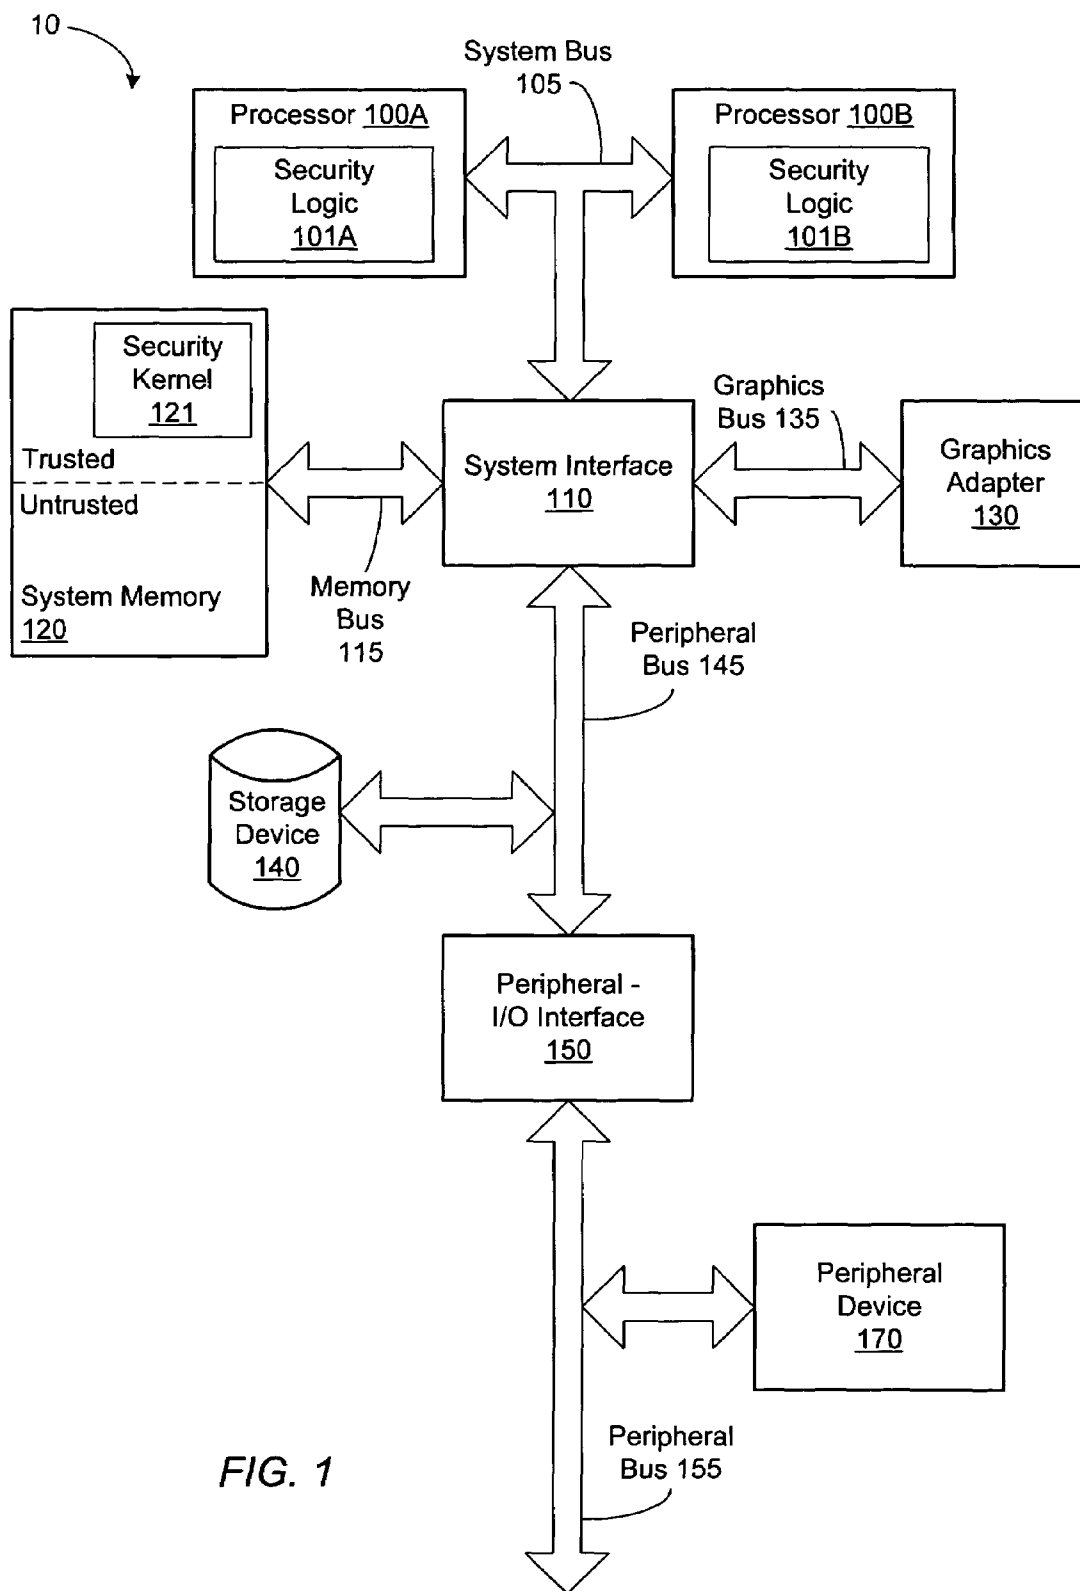 10
System Bus
105
Processor 100A
Security
Logic
101A
Processor 100B
Security
Logic
101B
Security
Kernel
121
Trusted
Untrusted
System Memory
120
Memory
Bus
115
System Interface
110
Graphics
Bus 135
Graphics
Adapter
130
Peripheral
Bus 145
Storage
Device
140
Peripheral -
I/O Interface
150
Peripheral
Device
170
Peripheral
Bus 155
FIG. 1